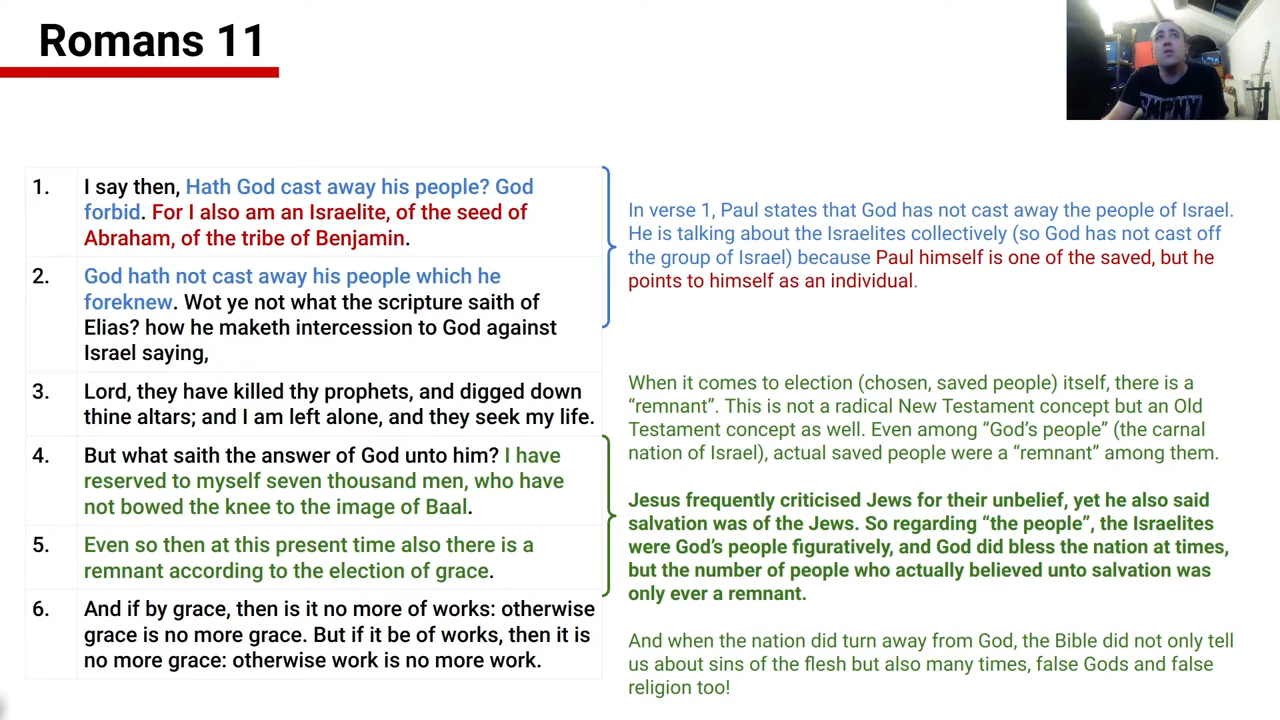 Romans 11
1. I say then, Hath God cast away his people? God
forbid. For I also am an Israelite, of the seed of
Abraham, of the tribe of Benjamin.
2. God hath not cast away his people which he
foreknew. Wot ye not what the scripture saith of
Elias? how he maketh intercession to God against
Israel saying,
3. Lord, they have killed thy prophets, and digged down
thine altars; and I am left alone, and they seek my life.
4. But what saith the answer of God unto him? I have
reserved to myself seven thousand men, who have
not bowed the knee to the image of Baal.
5. Even so then at this present time also there is a
remnant according to the election of grace.
6. And if by grace, then is it no more of works: otherwise
grace is no more grace. But if it be of works, then it is
no more grace: otherwise work is no more work.
In verse 1, Paul states that God has not cast away the people of Israel.
He is talking about the Israelites collectively (so God has not cast off
the group of Israel) because Paul himself is one of the saved, but he
points to himself as an individual.
When it comes to election (chosen, saved people) itself, there is a
“remnant”. This is not a radical New Testament concept but an Old
Testament concept as well. Even among “God’s people” (the carnal
nation of Israel), actual saved people were a “remnant” among them.
Jesus frequently criticised Jews for their unbelief, yet he also said
salvation was of the Jews. So regarding “the people”, the Israelites
were God’s people figuratively, and God did bless the nation at times,
but the number of people who actually believed unto salvation was
only ever a remnant.
And when the nation did turn away from God, the Bible did not only tell
us about sins of the flesh but also many times, false Gods and false
religion too!